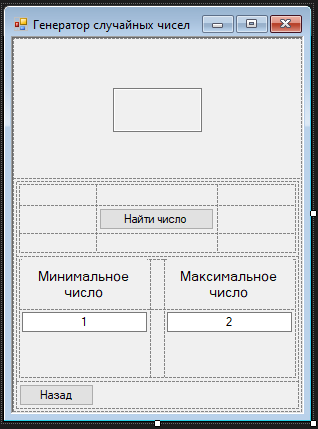 Генератор случайных чисел
Найти число
Минимальное
число
Максимальное
число
1
2
Назад